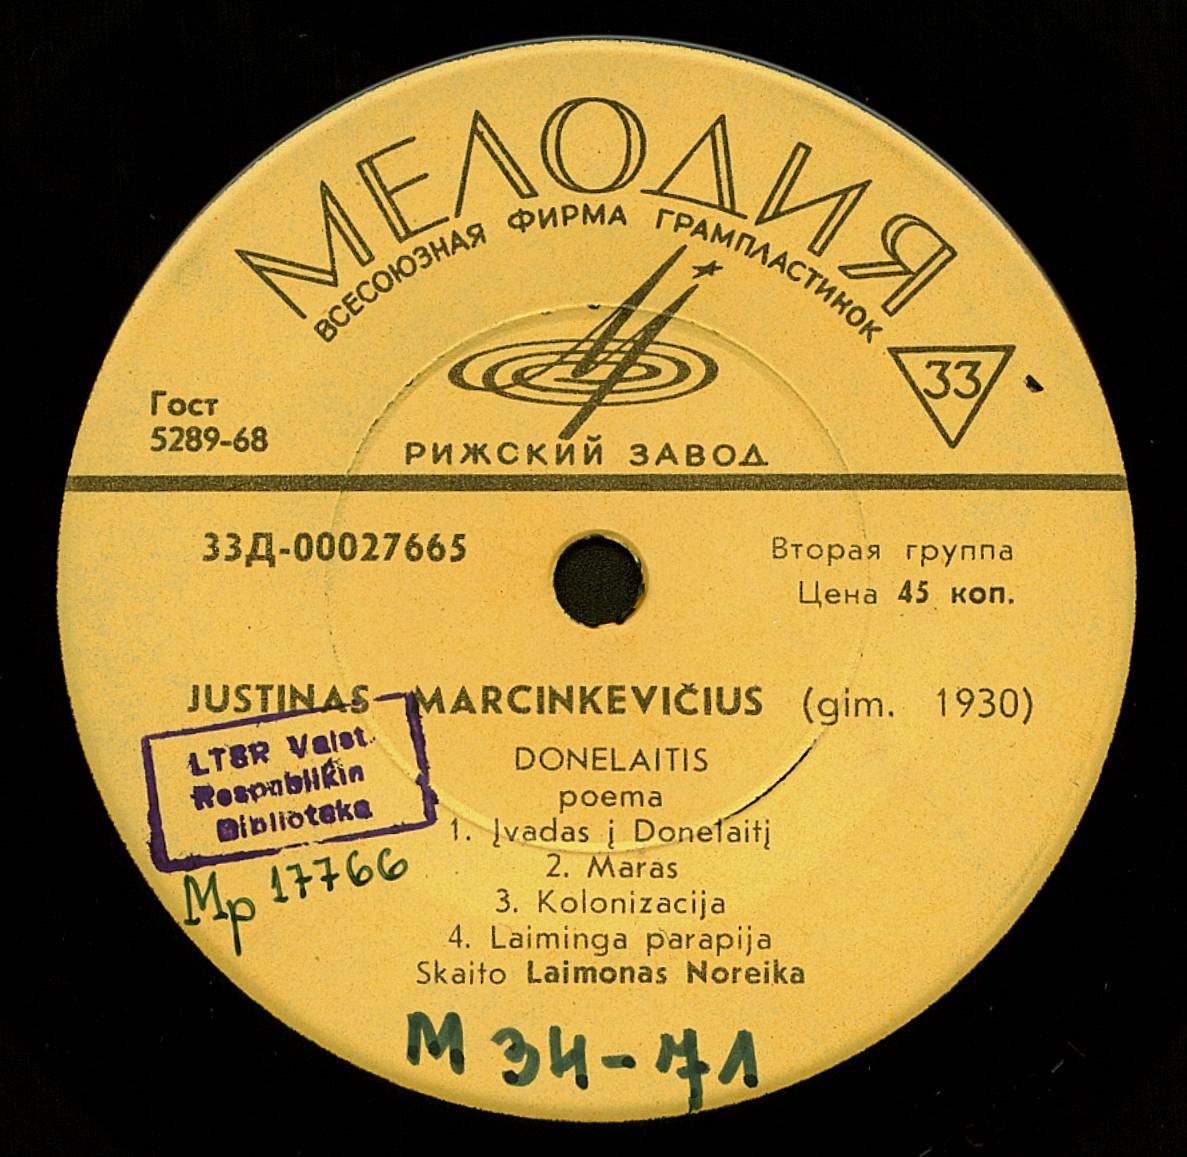 МЕЛОДИЯ
ВСЕСОЮЗНАЯ ФИРМА ГРАМПЛАСТИНОК
33
Гост
5289-68
РИЖСКИЙ ЗАВОД
33Д-00027665
Вторая группа
Цена 45 коп.
JUSTINAS MARCINKEVIČIUS (gim. 1930)
DONELAITIS
poema
1. Įvadas į Donelaitį
2. Maras
3. Kolonizacija
4. Laiminga parapija
Skaito Laimonas Noreika
LTSR Valst.
Respublikin
Biblioteka
Mp 17766
M 34-71